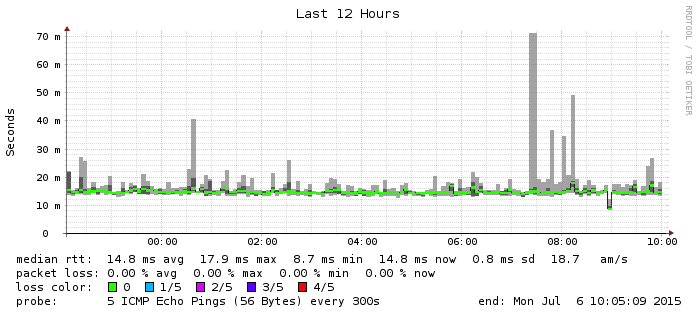 Last 12 Hours
RRDTOOL / TOBI OETIKER
Seconds
70 m
60 m
50 m
40 m
30 m
20 m
10 m
0
00:00 02:00 04:00 06:00 08:00 10:00
median rtt: 14.8 ms avg 17.9 ms max 8.7 ms min 14.8 ms now 0.8 ms sd 18.7 am/s
packet loss: 0.00 % avg 0.00 % max 0.00 % min 0.00 % now
loss color: 0 1/5 2/5 3/5 4/5
probe: 5 ICMP Echo Pings (56 Bytes) every 300s end: Mon Jul 6 10:05:09 2015